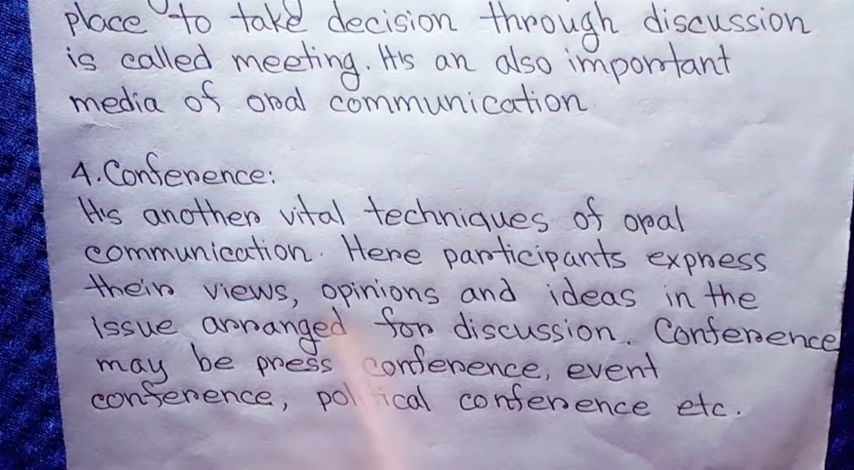 place to take decision through discussion
is called meeting. It's an also important
media of oral communication.
4. Conference:
It's another vital techniques of oral
communication. Here participants express
their views, opinions and ideas in the
issue arranged for discussion. Conference
may be press conference, event
conference, political conference etc.